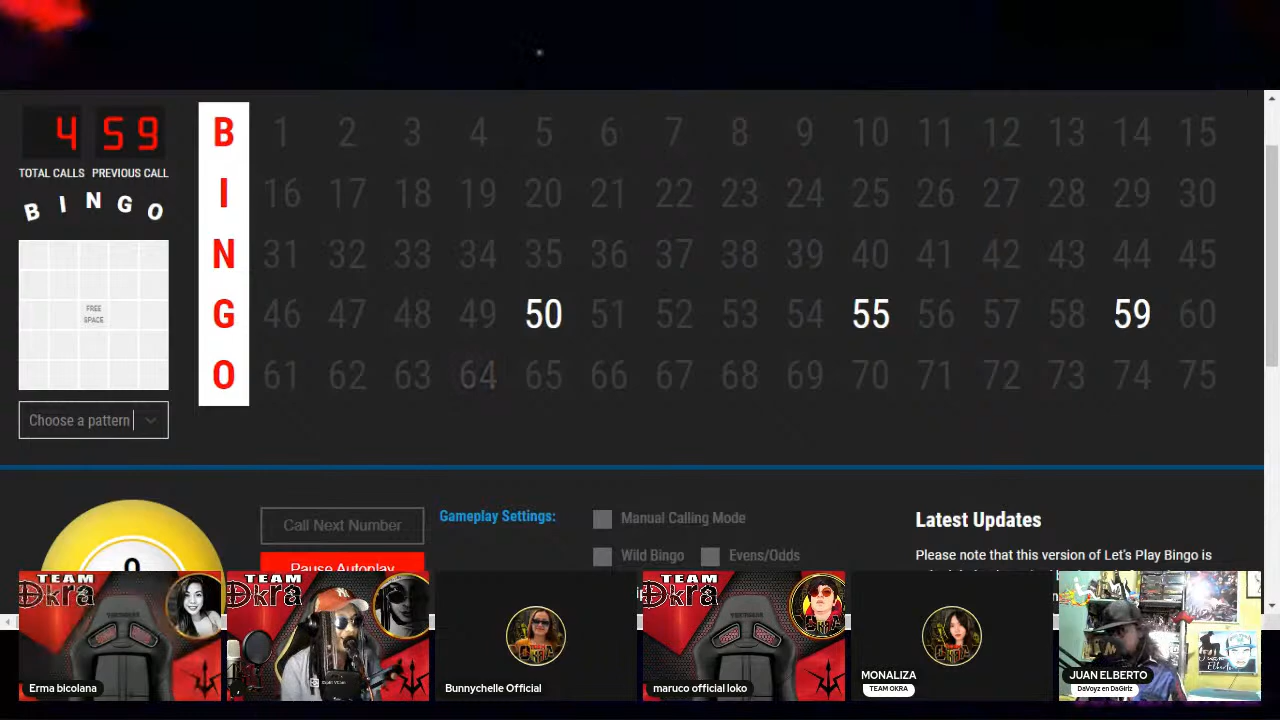 4 59
TOTAL CALLS PREVIOUS CALL
B I N G O
FREE
SPACE
Choose a pattern
B 1 2 3 4 5 6 7 8 9 10 11 12 13 14 15
I 16 17 18 19 20 21 22 23 24 25 26 27 28 29 30
N 31 32 33 34 35 36 37 38 39 40 41 42 43 44 45
G 46 47 48 49 50 51 52 53 54 55 56 57 58 59 60
O 61 62 63 64 65 66 67 68 69 70 71 72 73 74 75
Call Next Number
Pause Autoplay
Gameplay Settings:
Manual Calling Mode
Wild Bingo Evens/Odds
Latest Updates
Please note that this version of Let's Play Bingo is
TEAM
Okra
Erma bicolana
TEAM
Okra
Bunnychelle Official
TEAM
Okra
maruco official loko
MONALIZA
TEAM OKRA
JUAN ELBERTO
DaVoyz en DaGirlz